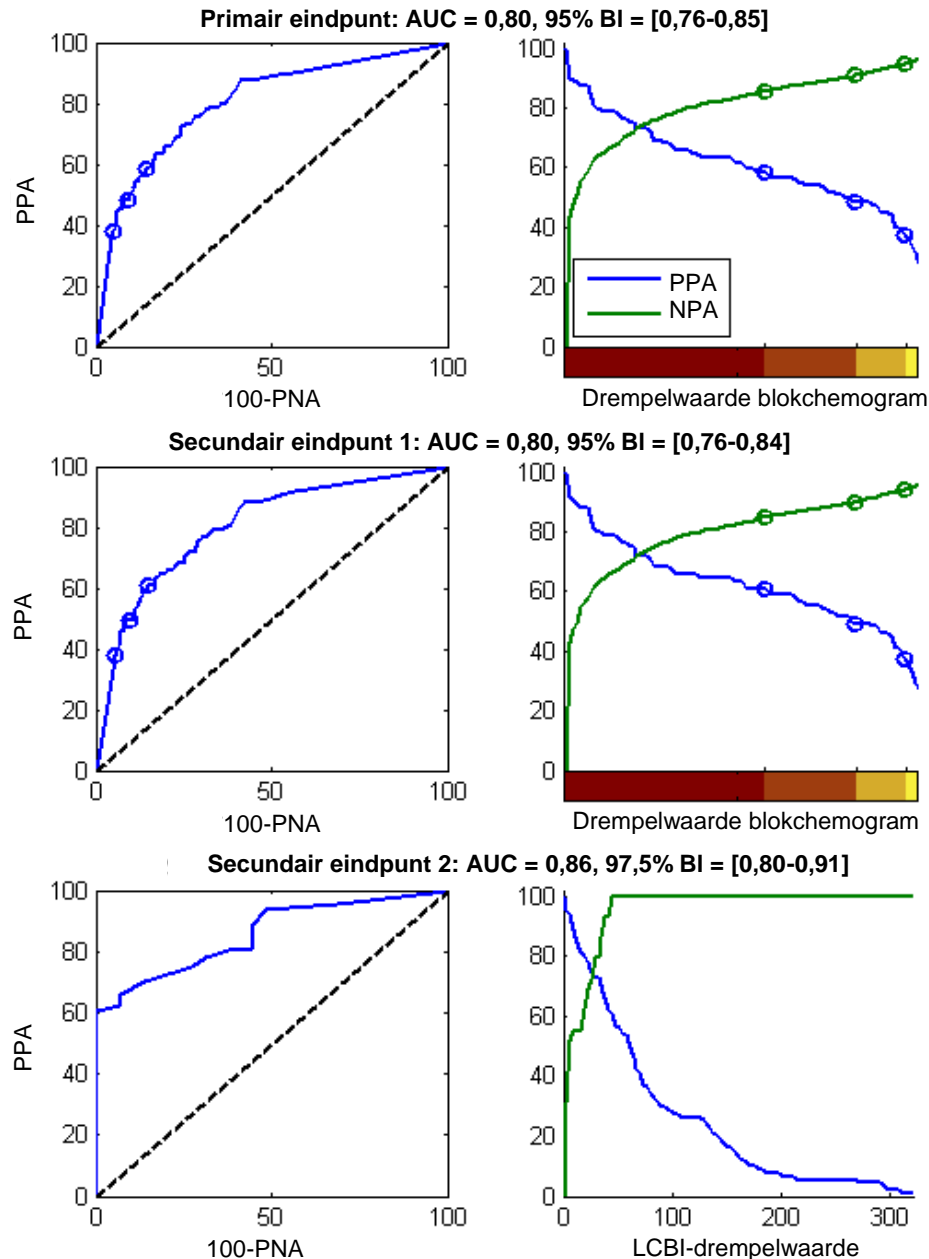 Primair eindpunt: AUC = 0,80, 95% BI = [0,76-0,85]
100
80
60
40
20
0
PPA
0 50 100
100-PNA
100
80
60
40
20
0
PPA
NPA
Drempelwaarde blokchemogram
Secundair eindpunt 1: AUC = 0,80, 95% BI = [0,76-0,84]
100
80
60
40
20
0
PPA
0 50 100
100-PNA
100
80
60
40
20
0
Drempelwaarde blokchemogram
Secundair eindpunt 2: AUC = 0,86, 97,5% BI = [0,80-0,91]
100
80
60
40
20
0
PPA
0 50 100
100-PNA
100
80
60
40
20
0
0 100 200 300
LCBI-drempelwaarde